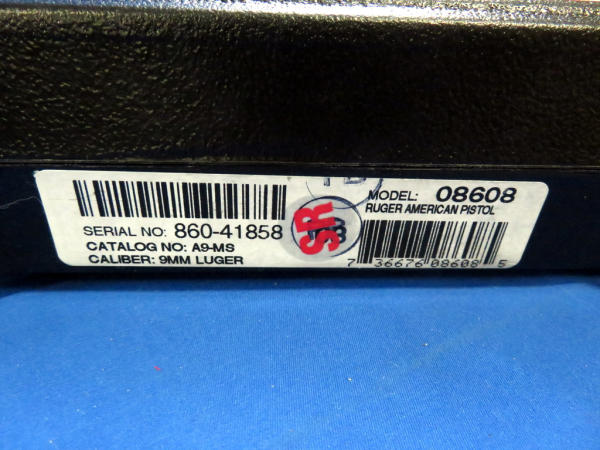 SERIAL NO: 860-41858
CATALOG NO: A9-MS
CALIBER: 9MM LUGER
SR
MODEL: 08608
RUGER AMERICAN PISTOL
7 36676 08608 5